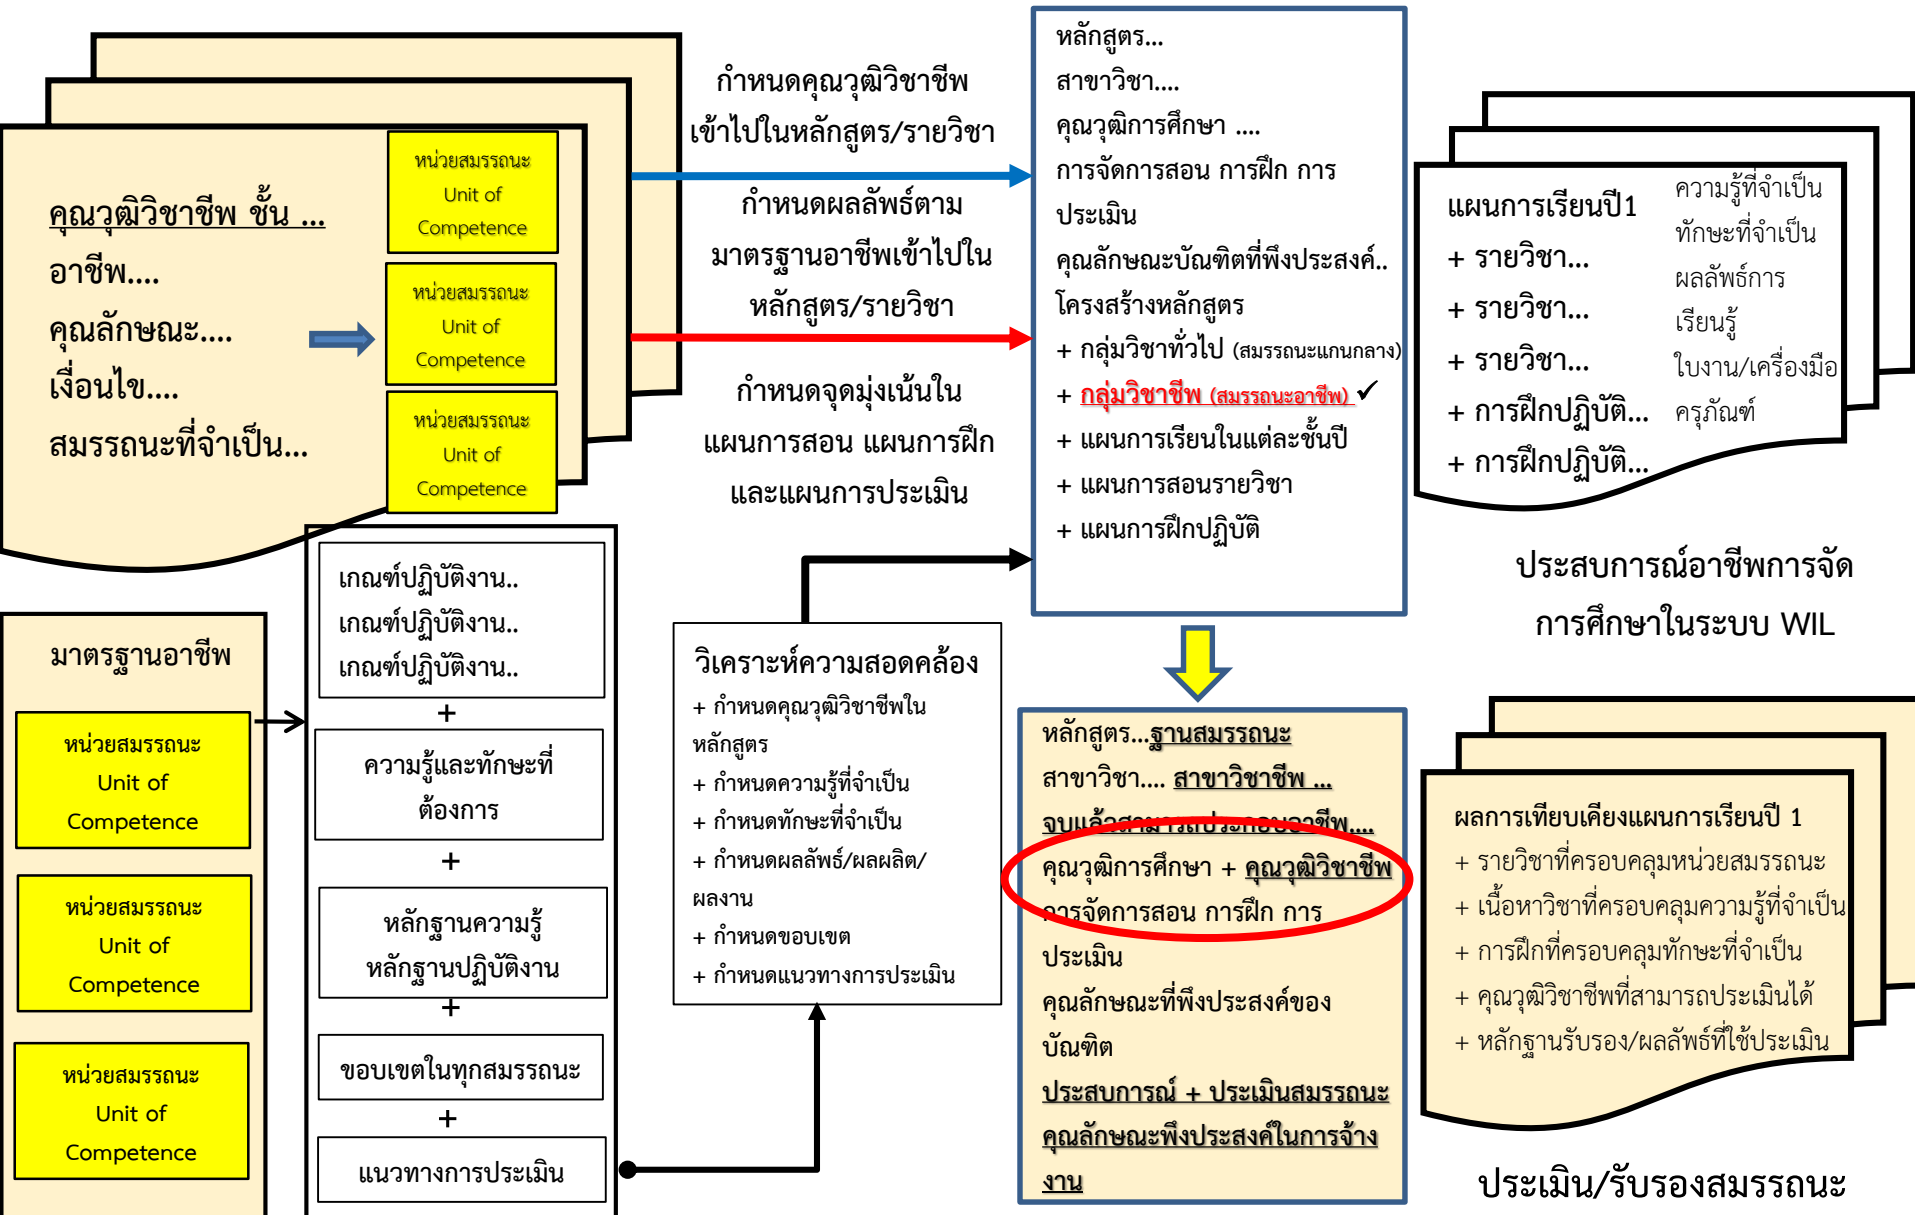 คุณวุฒิวิชาชีพ ชั้น ...
อาชีพ....
คุณลักษณะ....
เงื่อนไข....
สมรรถนะที่จำเป็น...
หน่วยสมรรถนะ
Unit of
Competence
หน่วยสมรรถนะ
Unit of
Competence
หน่วยสมรรถนะ
Unit of
Competence
กำหนดคุณวุฒิวิชาชีพ
เข้าไปในหลักสูตร/รายวิชา
กำหนดผลลัพธ์ตาม
มาตรฐานอาชีพเข้าไปใน
หลักสูตร/รายวิชา
กำหนดจุดมุ่งเน้นใน
แผนการสอน แผนการฝึก
และแผนการประเมิน
หลักสูตร...
สาขาวิชา....
คุณวุฒิการศึกษา ....
การจัดการสอน การฝึก การ
ประเมิน
คุณลักษณะบัณฑิตที่พึงประสงค์..
โครงสร้างหลักสูตร
+ กลุ่มวิชาทั่วไป (สมรรถนะแกนกลาง)
+ กลุ่มวิชาชีพ (สมรรถนะอาชีพ) ✓
+ แผนการเรียนในแต่ละชั้นปี
+ แผนการสอนรายวิชา
+ แผนการฝึกปฏิบัติ
แผนการเรียนปี1
+ รายวิชา...
+ รายวิชา...
+ รายวิชา...
+ การฝึกปฏิบัติ...
+ การฝึกปฏิบัติ...
ความรู้ที่จำเป็น
ทักษะที่จำเป็น
ผลลัพธ์การ
เรียนรู้
ใบงาน/เครื่องมือ
ครุภัณฑ์
ประสบการณ์อาชีพการจัด
การศึกษาในระบบ WIL
มาตรฐานอาชีพ
หน่วยสมรรถนะ
Unit of
Competence
หน่วยสมรรถนะ
Unit of
Competence
หน่วยสมรรถนะ
Unit of
Competence
เกณฑ์ปฏิบัติงาน..
เกณฑ์ปฏิบัติงาน..
เกณฑ์ปฏิบัติงาน..
+
ความรู้และทักษะที่
ต้องการ
+
หลักฐานความรู้
หลักฐานปฏิบัติงาน
+
ขอบเขตในทุกสมรรถนะ
+
แนวทางการประเมิน
วิเคราะห์ความสอดคล้อง
+ กำหนดคุณวุฒิวิชาชีพใน
หลักสูตร
+ กำหนดความรู้ที่จำเป็น
+ กำหนดทักษะที่จำเป็น
+ กำหนดผลลัพธ์/ผลผลิต/
ผลงาน
+ กำหนดขอบเขต
+ กำหนดแนวทางการประเมิน
หลักสูตร...ฐานสมรรถนะ
สาขาวิชา.... สาขาวิชาชีพ ...
จบแล้วสามารถประกอบอาชีพ....
คุณวุฒิการศึกษา + คุณวุฒิวิชาชีพ
การจัดการสอน การฝึก การ
ประเมิน
คุณลักษณะที่พึงประสงค์ของ
บัณฑิต
ประสบการณ์ + ประเมินสมรรถนะ
คุณลักษณะพึงประสงค์ในการจ้าง
งาน
ผลการเทียบเคียงแผนการเรียนปี 1
+ รายวิชาที่ครอบคลุมหน่วยสมรรถนะ
+ เนื้อหาวิชาที่ครอบคลุมความรู้ที่จำเป็น
+ การฝึกที่ครอบคลุมทักษะที่จำเป็น
+ คุณวุฒิวิชาชีพที่สามารถประเมินได้
+ หลักฐานรับรอง/ผลลัพธ์ที่ใช้ประเมิน
ประเมิน/รับรองสมรรถนะ